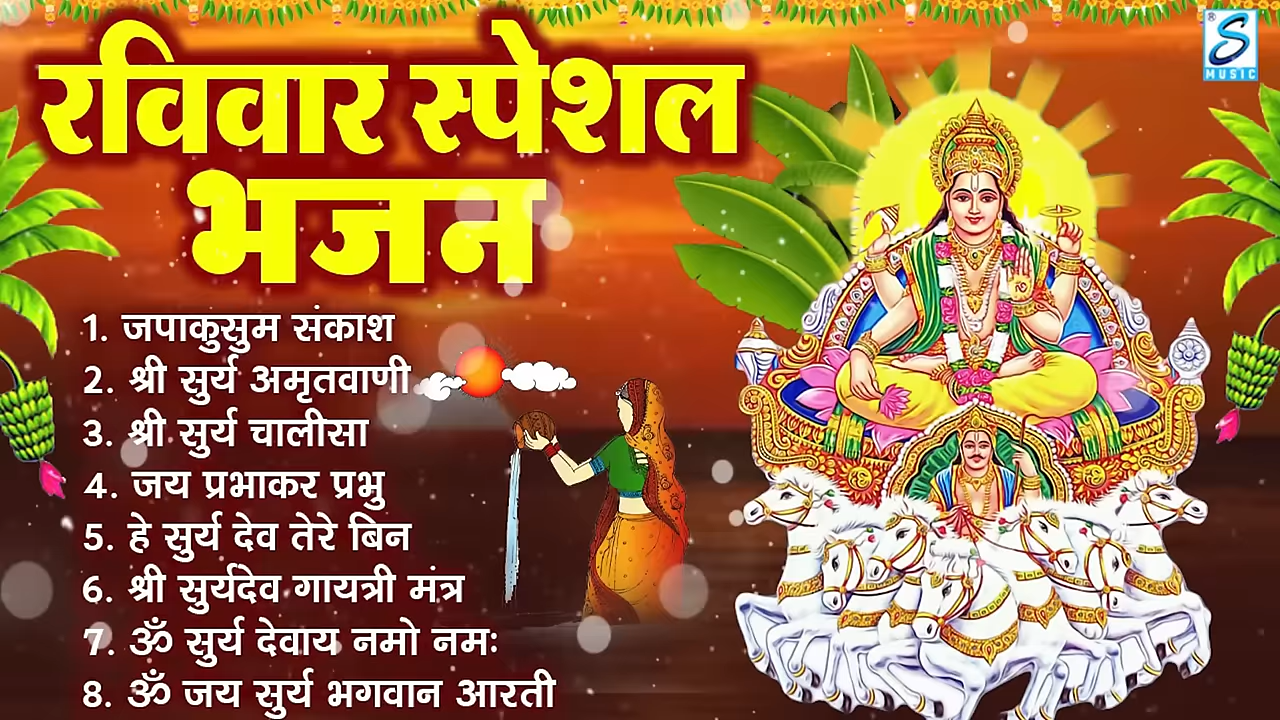 रविवार स्पेशल
भजन
1. जपाकुसुम संकाश
2. श्री सुर्य अमृतवाणी
3. श्री सुर्य चालीसा
4. जय प्रभाकर प्रभु
5. हे सुर्य देव तेरे बिन
6. श्री सुर्यदेव गायत्री मंत्र
7. ॐ सुर्य देवाय नमो नमः
8. ॐ जय सुर्य भगवान आरती
® S
MUSIC